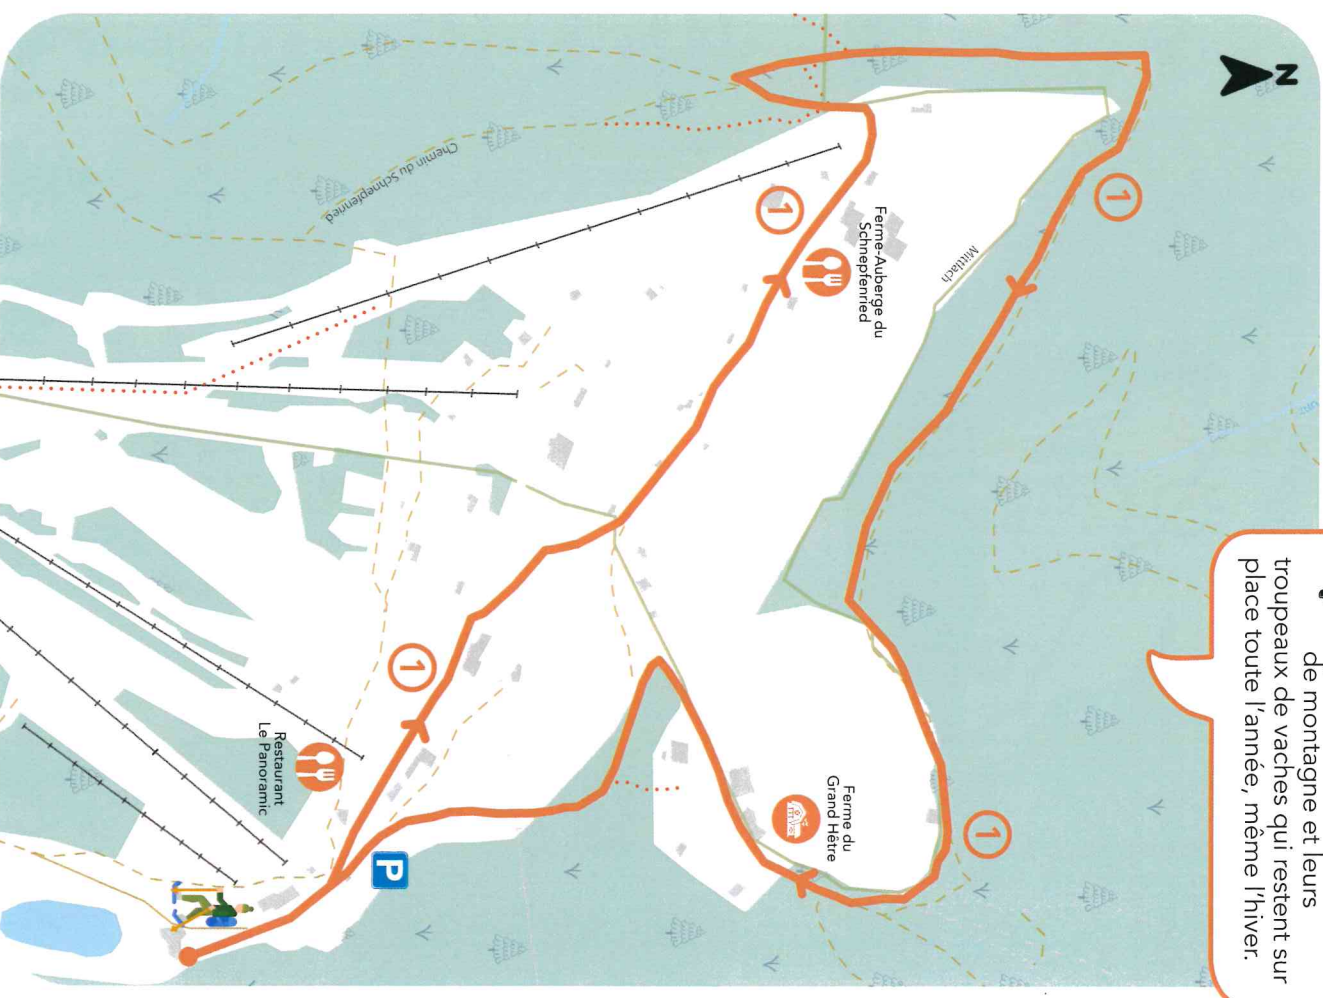 de montagne et leurs
troupeaux de vaches qui restent sur
place toute l'année, même l'hiver.
N
1
Mittlach
Ferme-Auberge du
Schnepfenried
1
Chemin du Schnepfenried
1
Ferme du
Grand Hêtre
1
P
Restaurant
Le Panoramic